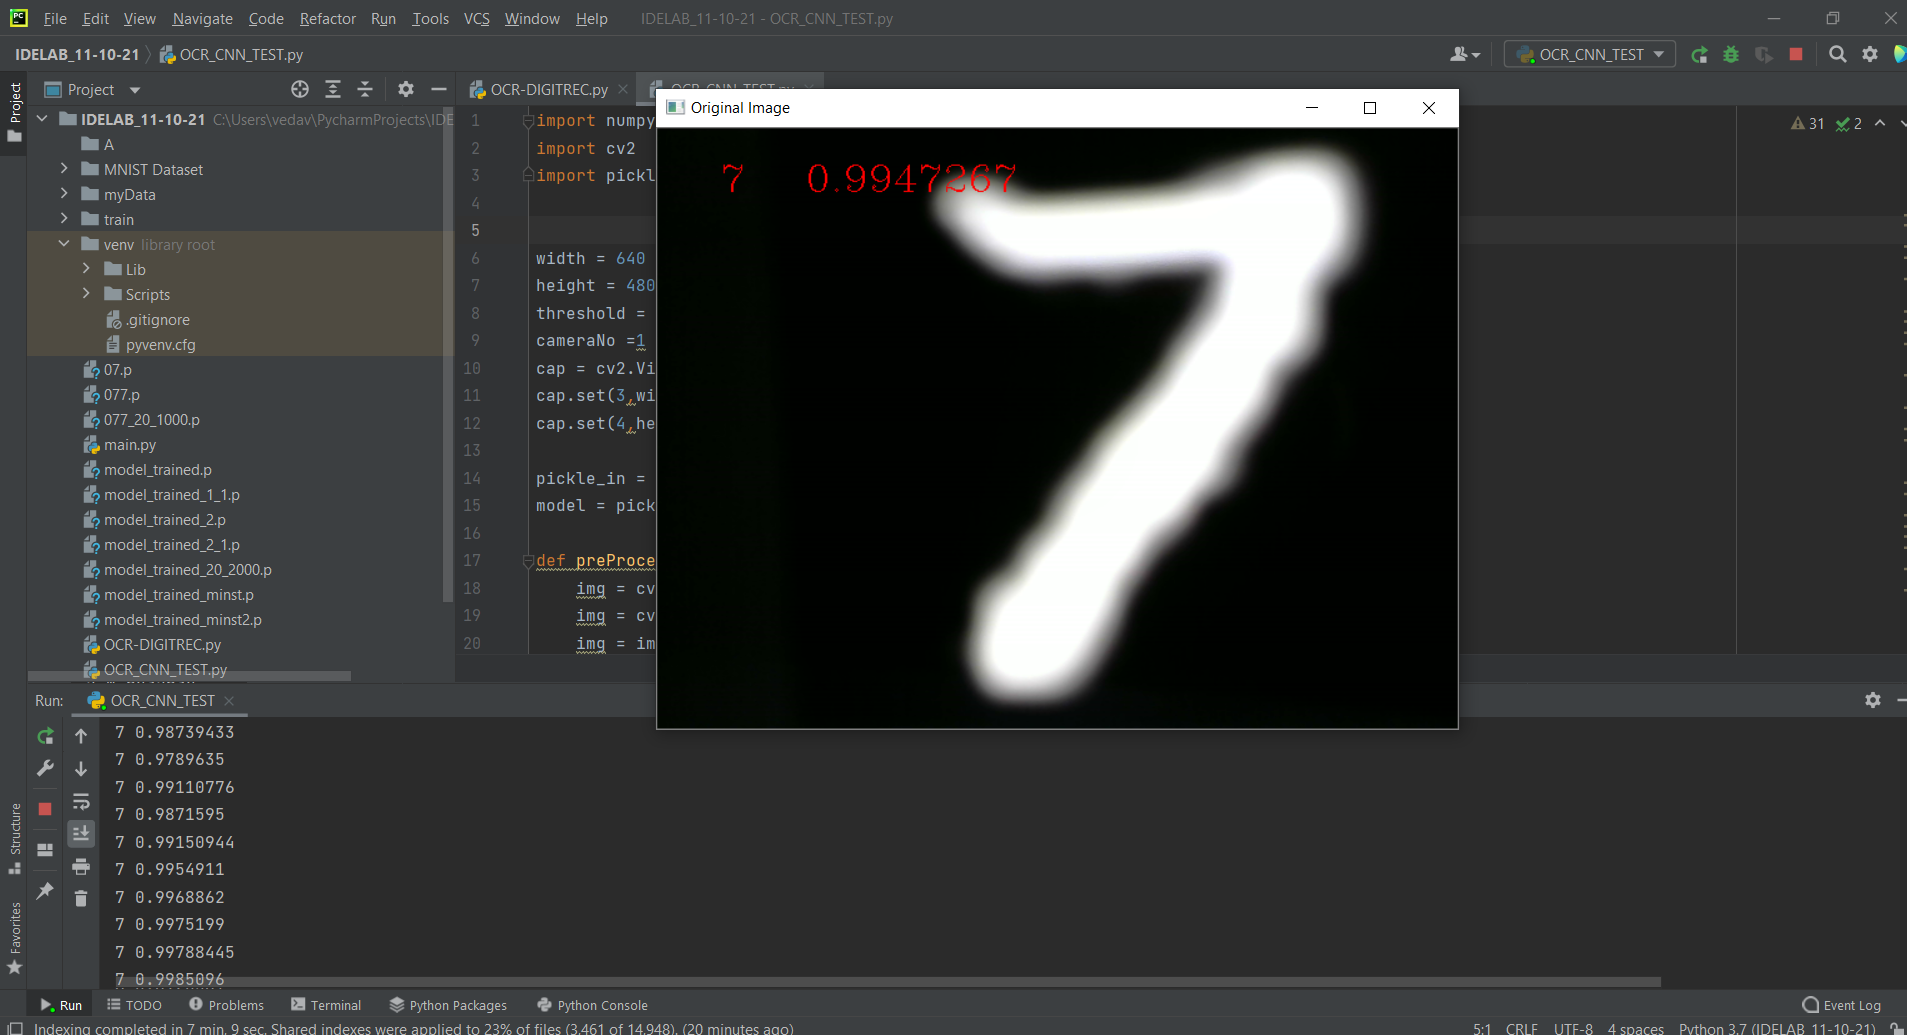 File Edit View Navigate Code Refactor Run Tools VCS Window Help IDELAB_11-10-21 - OCR_CNN_TEST.py
IDELAB_11-10-21 OCR_CNN_TEST.py OCR_CNN_TEST
Project
Project
OCR-DIGITREC.py
OCR_CNN_TEST.py
IDELAB_11-10-21 C:\Users\vedav\PycharmProjects\IDE
A
MNIST Dataset
myData
train
venv library root
Lib
Scripts
.gitignore
pyvenv.cfg
07.p
077.p
077_20_1000.p
main.py
model_trained.p
model_trained_1_1.p
model_trained_2.p
model_trained_2_1.p
model_trained_20_2000.p
model_trained_minst.p
model_trained_minst2.p
OCR-DIGITREC.py
OCR_CNN_TEST.py
1 import numpy
2 import cv2
3 import pickl
4
5
6 width = 640
7 height = 480
8 threshold =
9 cameraNo =1
10 cap = cv2.Vi
11 cap.set(3,wi
12 cap.set(4,he
13
14 pickle_in =
15 model = pick
16
17 def preProce
18 img = cv
19 img = cv
20 img = im
31 2
Original Image
7 0.9947267
7
Run: OCR_CNN_TEST
7 0.98739433
7 0.9789635
7 0.99110776
7 0.9871595
7 0.99150944
7 0.9954911
7 0.9968862
7 0.9975199
7 0.99788445
7 0.9985096
Structure
Favorites
Run TODO Problems Terminal Python Packages Python Console Event Log
Indexing completed in 7 min, 9 sec. Shared indexes were applied to 23% of files (3,461 of 14,948). (20 minutes ago) 5:1 CRLF UTF-8 4 spaces Python 3.7 (IDELAB_11-10-21)